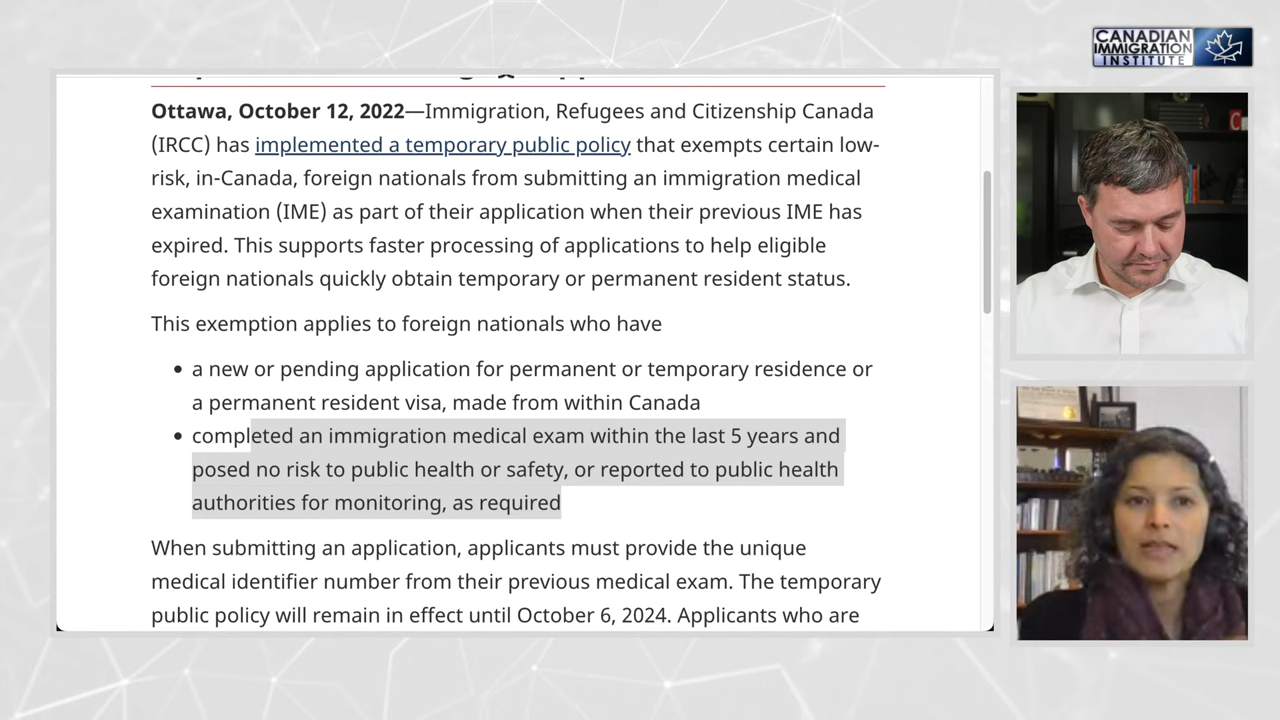 CANADIAN
IMMIGRATION
INSTITUTE
Ottawa, October 12, 2022—Immigration, Refugees and Citizenship Canada
(IRCC) has implemented a temporary public policy that exempts certain low-
risk, in-Canada, foreign nationals from submitting an immigration medical
examination (IME) as part of their application when their previous IME has
expired. This supports faster processing of applications to help eligible
foreign nationals quickly obtain temporary or permanent resident status.
This exemption applies to foreign nationals who have
• a new or pending application for permanent or temporary residence or
a permanent resident visa, made from within Canada
• completed an immigration medical exam within the last 5 years and
posed no risk to public health or safety, or reported to public health
authorities for monitoring, as required
When submitting an application, applicants must provide the unique
medical identifier number from their previous medical exam. The temporary
public policy will remain in effect until October 6, 2024. Applicants who are